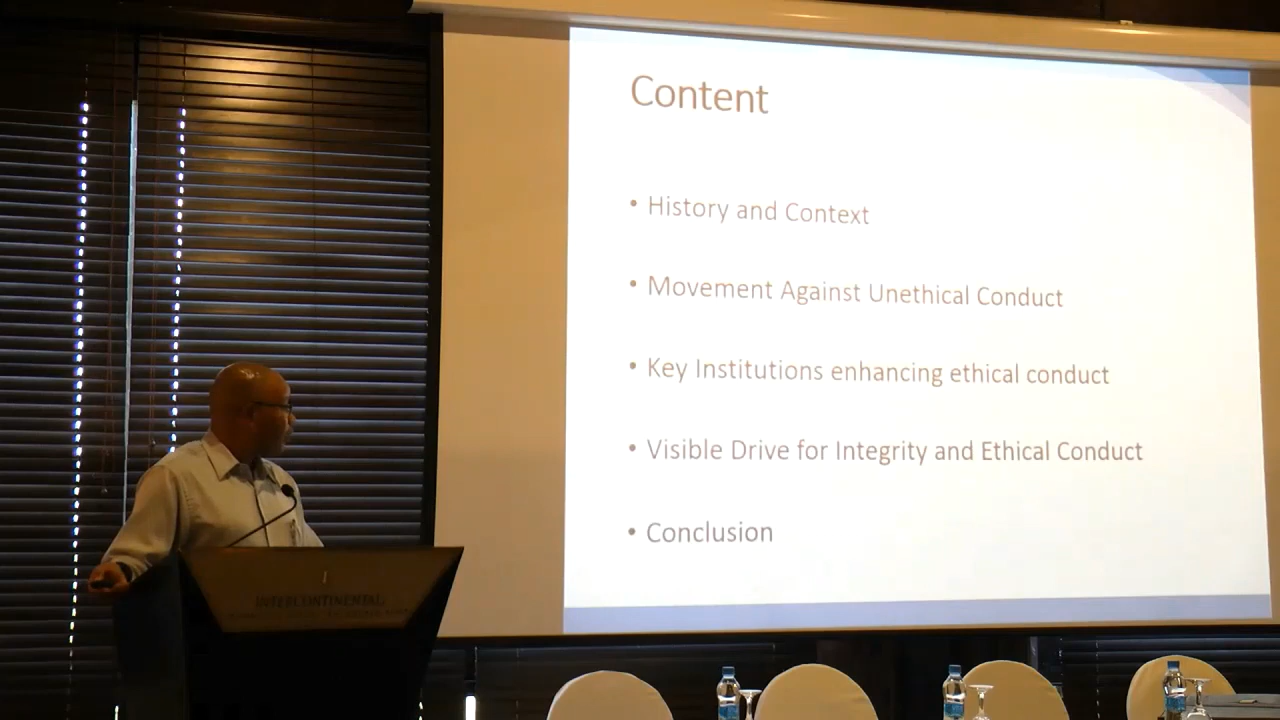 Content
• History and Context
• Movement Against Unethical Conduct
• Key Institutions enhancing ethical conduct
• Visible Drive for Integrity and Ethical Conduct
• Conclusion
INTERCONTINENTAL